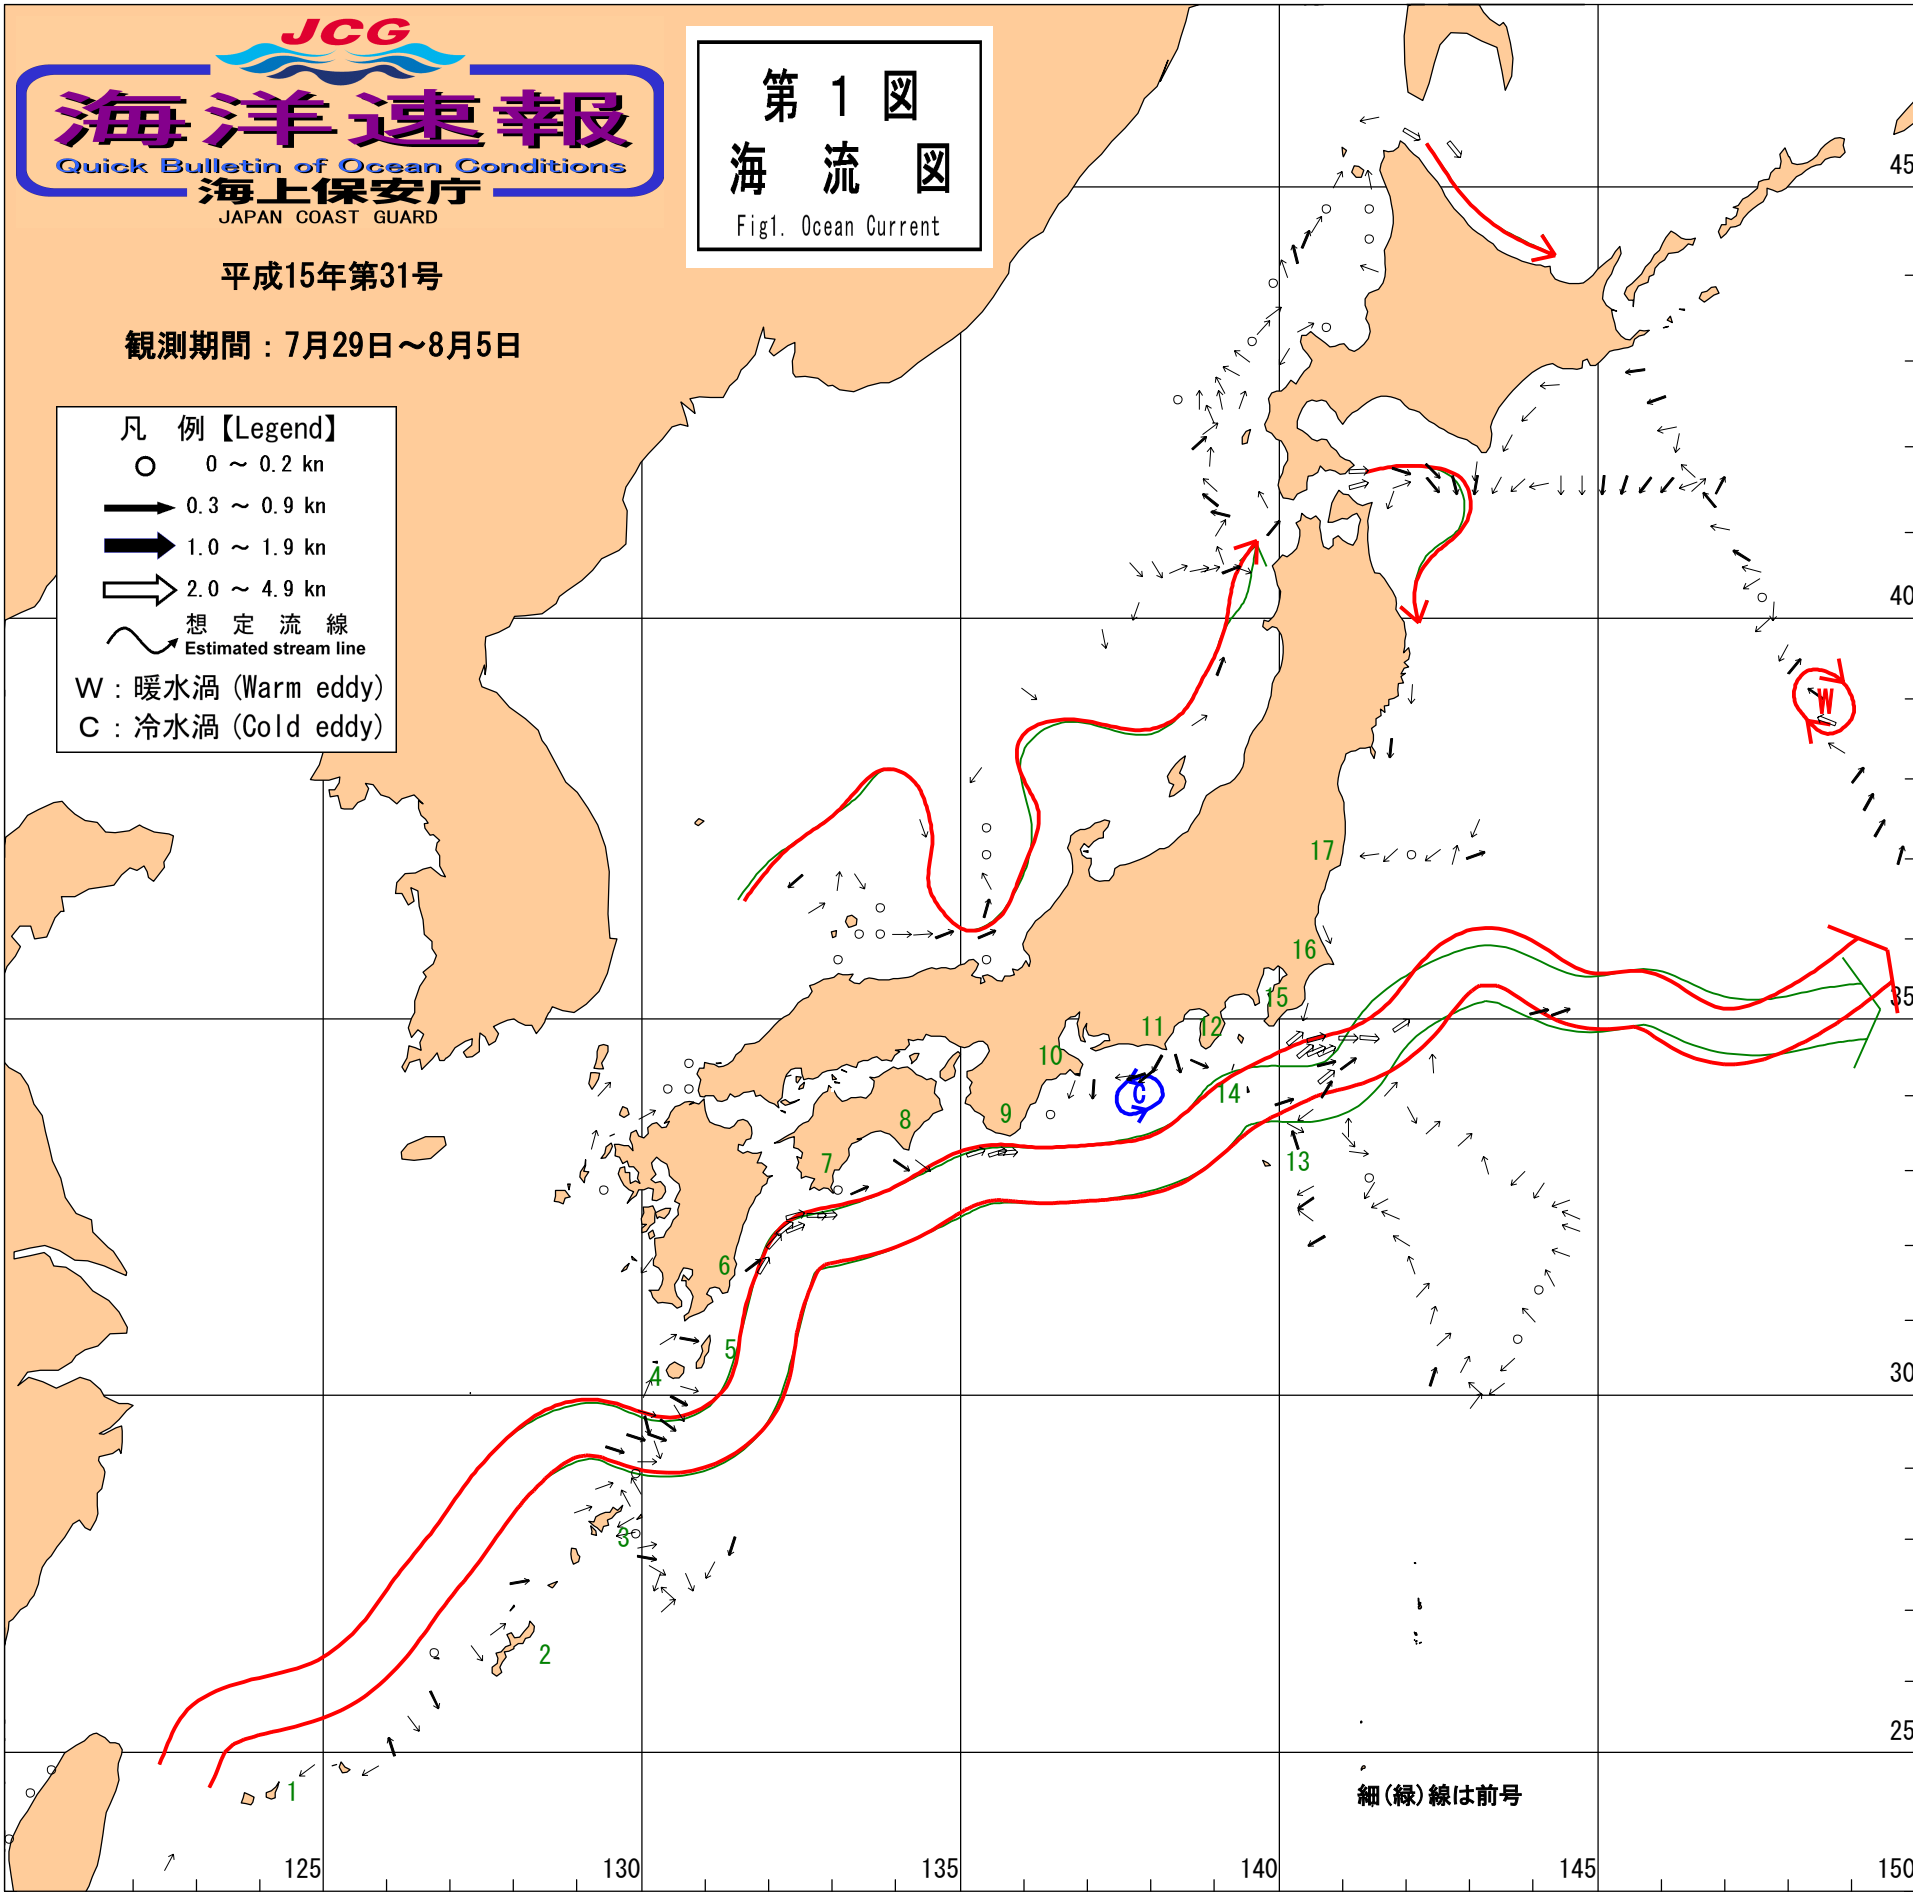 JCG
海洋速報
Quick Bulletin of Ocean Conditions
海上保安庁
JAPAN COAST GUARD
平成15年第31号
観測期間：7月29日～8月5日
第 1 図
海 流 図
Fig1. Ocean Current
凡 例【Legend】
0 ～ 0.2 kn
0.3 ～ 0.9 kn
1.0 ～ 1.9 kn
2.0 ～ 4.9 kn
想 定 流 線
Estimated stream line
W：暖水渦 (Warm eddy)
C：冷水渦 (Cold eddy)
45
40
W
17
16
35
15
12
11
10
C
14
9
8
7
13
6
5
4
30
3
2
25
1
細(緑)線は前号
125
130
135
140
145
150